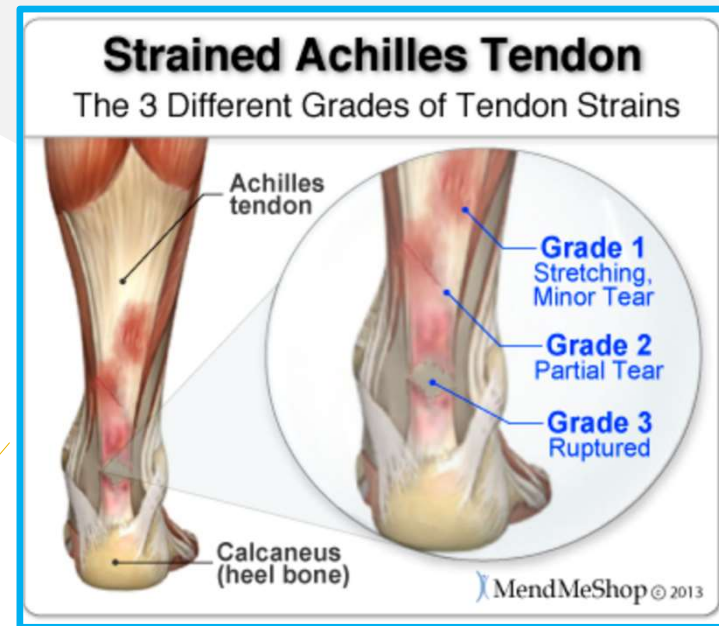 Strained Achilles Tendon
The 3 Different Grades of Tendon Strains
Achilles
tendon
Grade 1
Stretching,
Minor Tear
Grade 2
Partial Tear
Grade 3
Ruptured
Calcaneus
(heel bone)
MendMeShop © 2013